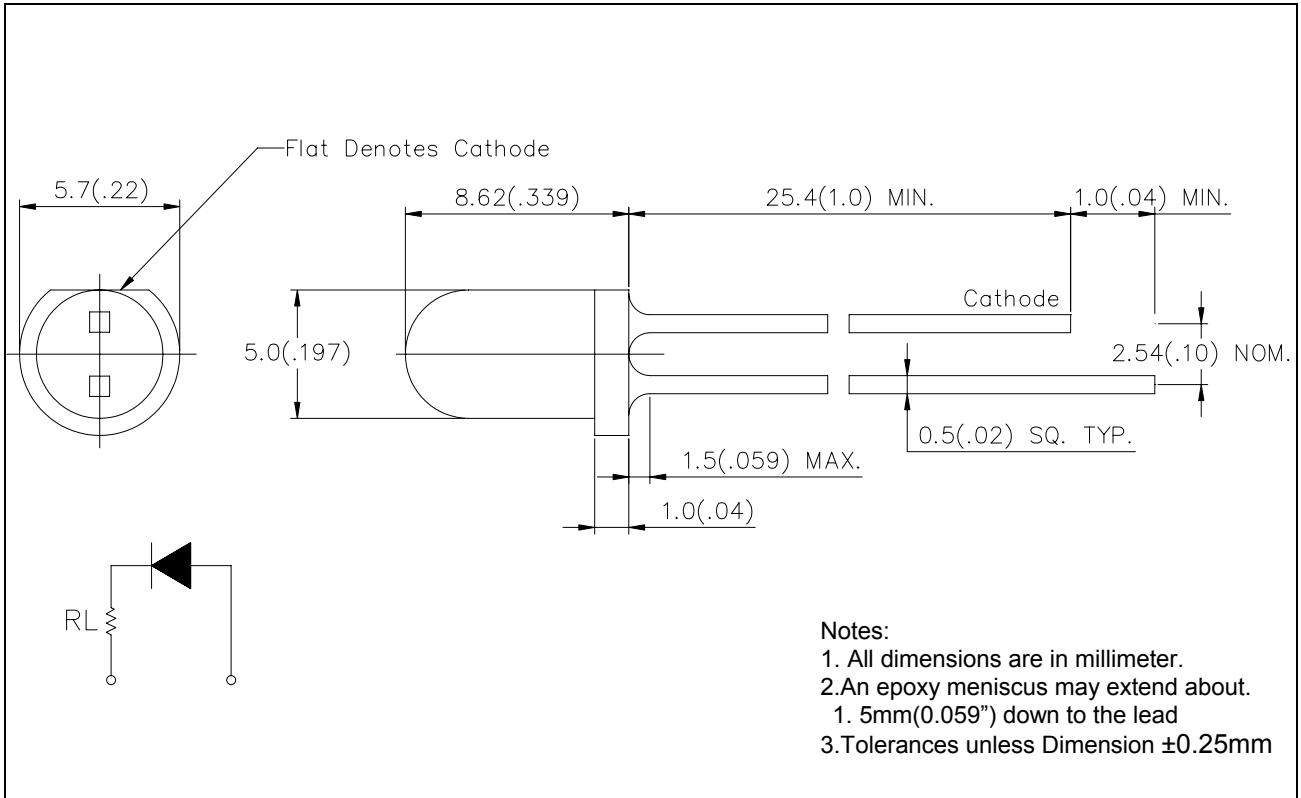 Flat Denotes Cathode
5.7(.22)
8.62(.339)
25.4(1.0) MIN.
1.0(.04) MIN.
Cathode
5.0(.197)
2.54(.10) NOM.
0.5(.02) SQ. TYP.
1.5(.059) MAX.
1.0(.04)
RL
Notes:
1. All dimensions are in millimeter.
2.An epoxy meniscus may extend about.
1. 5mm(0.059”) down to the lead
3.Tolerances unless Dimension ±0.25mm